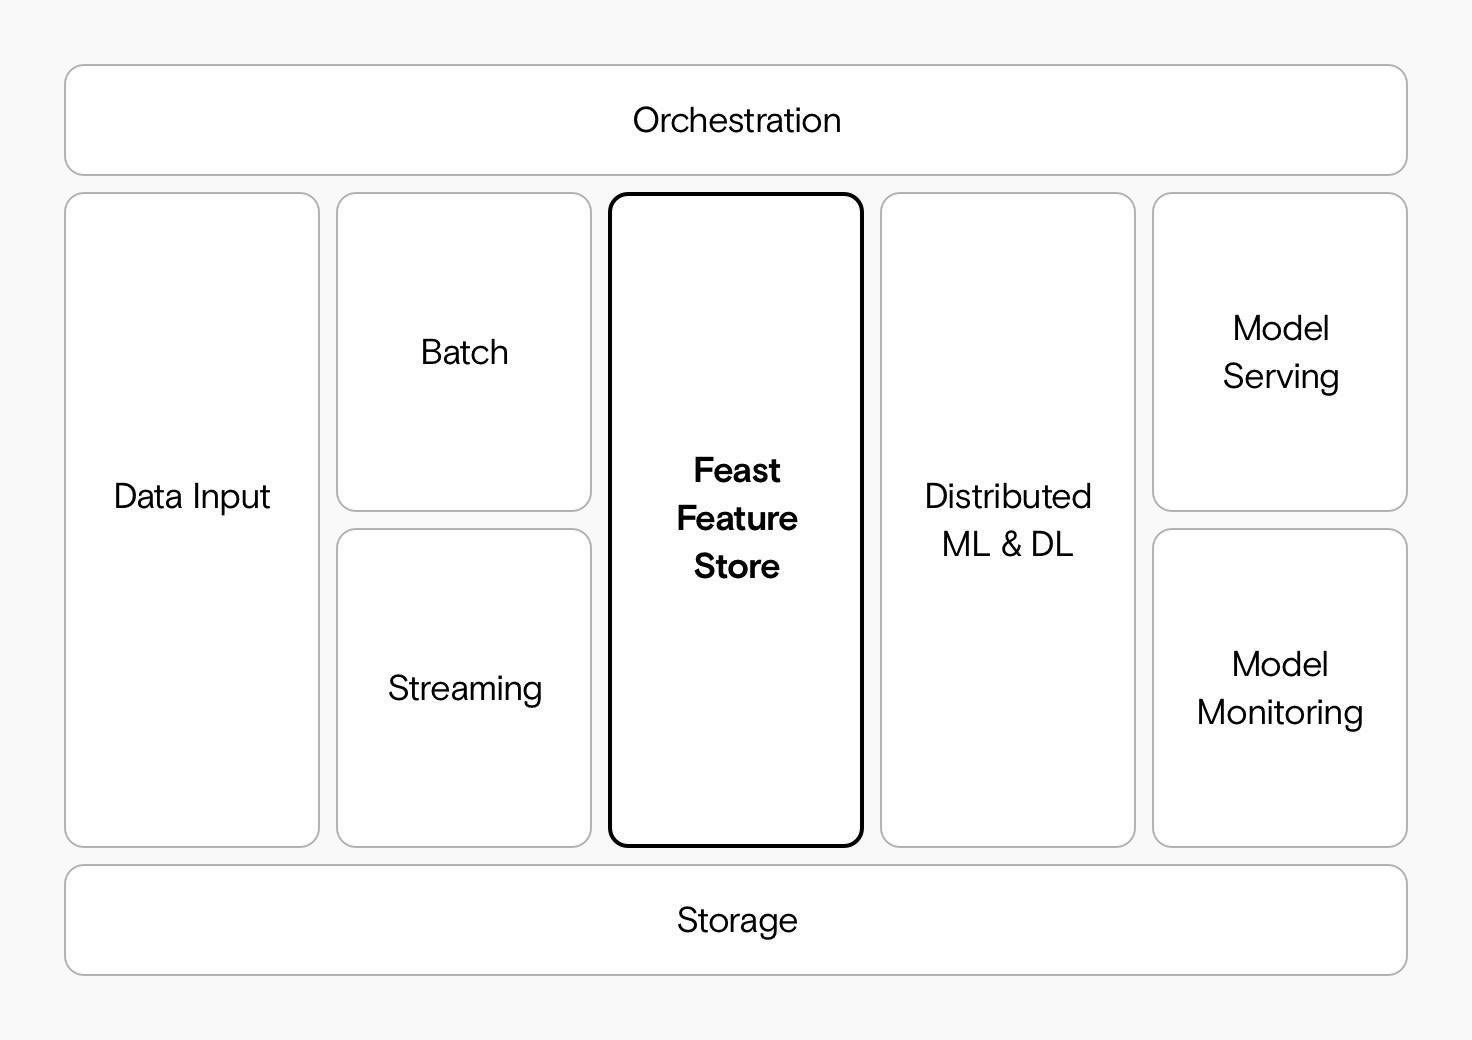 Orchestration
Data Input
Batch
Streaming
Feast
Feature
Store
Distributed
ML & DL
Model
Serving
Model
Monitoring
Storage